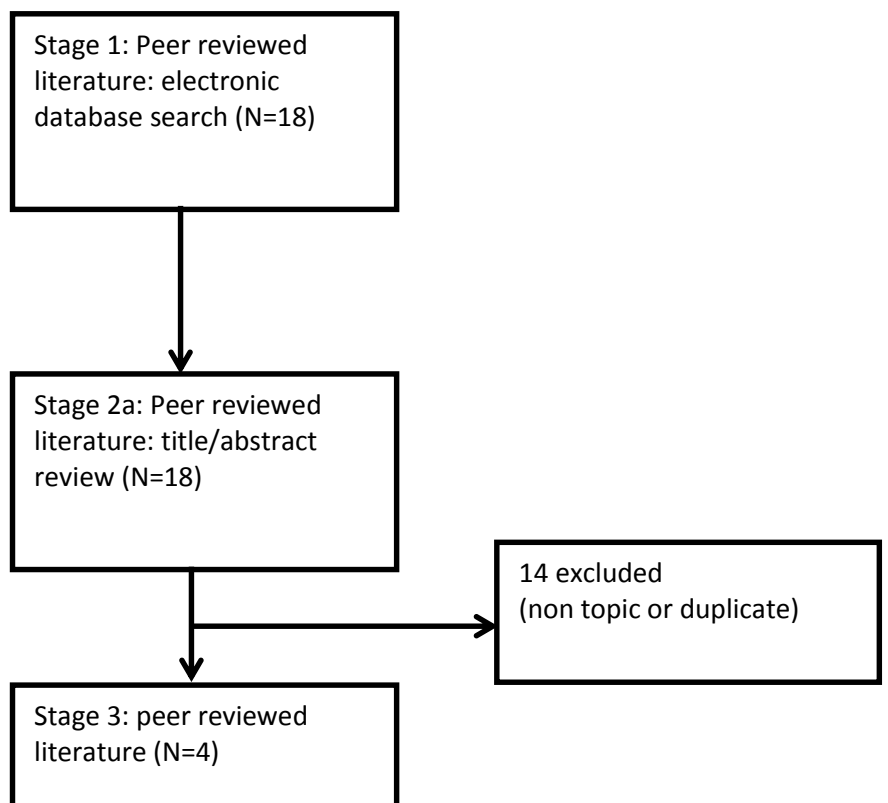 Stage 1: Peer reviewed
literature: electronic
database search (N=18)
Stage 2a: Peer reviewed
literature: title/abstract
review (N=18)
14 excluded
(non topic or duplicate)
Stage 3: peer reviewed
literature (N=4)